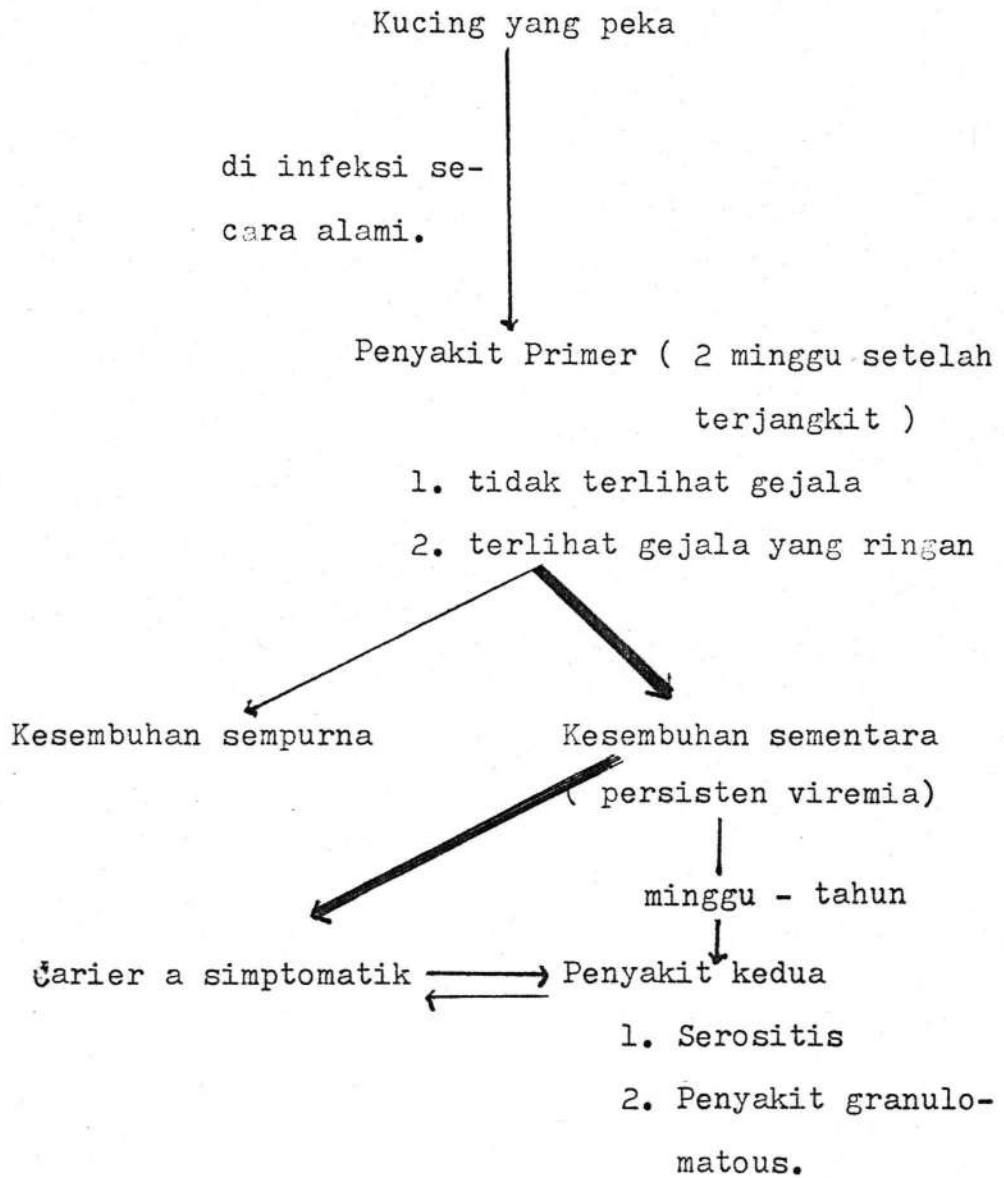 Kucing yang peka
di infeksi se-
cara alami.
Penyakit Primer ( 2 minggu setelah
terjangkit )
1. tidak terlihat gejala
2. terlihat gejala yang ringan
Kesembuhan sempurna
Kesembuhan sementara
( persisten viremia)
minggu - tahun
Carier a simptomatik
Penyakit kedua
1. Serositis
2. Penyakit granulo-
matous.